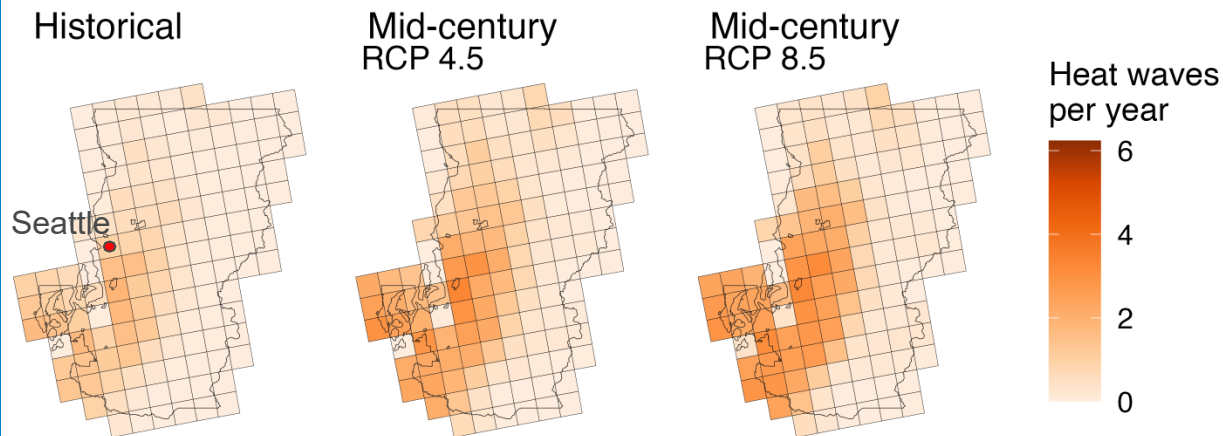 Historical
Mid-century
RCP 4.5
Mid-century
RCP 8.5
Seattle
Heat waves
per year
6
4
2
0